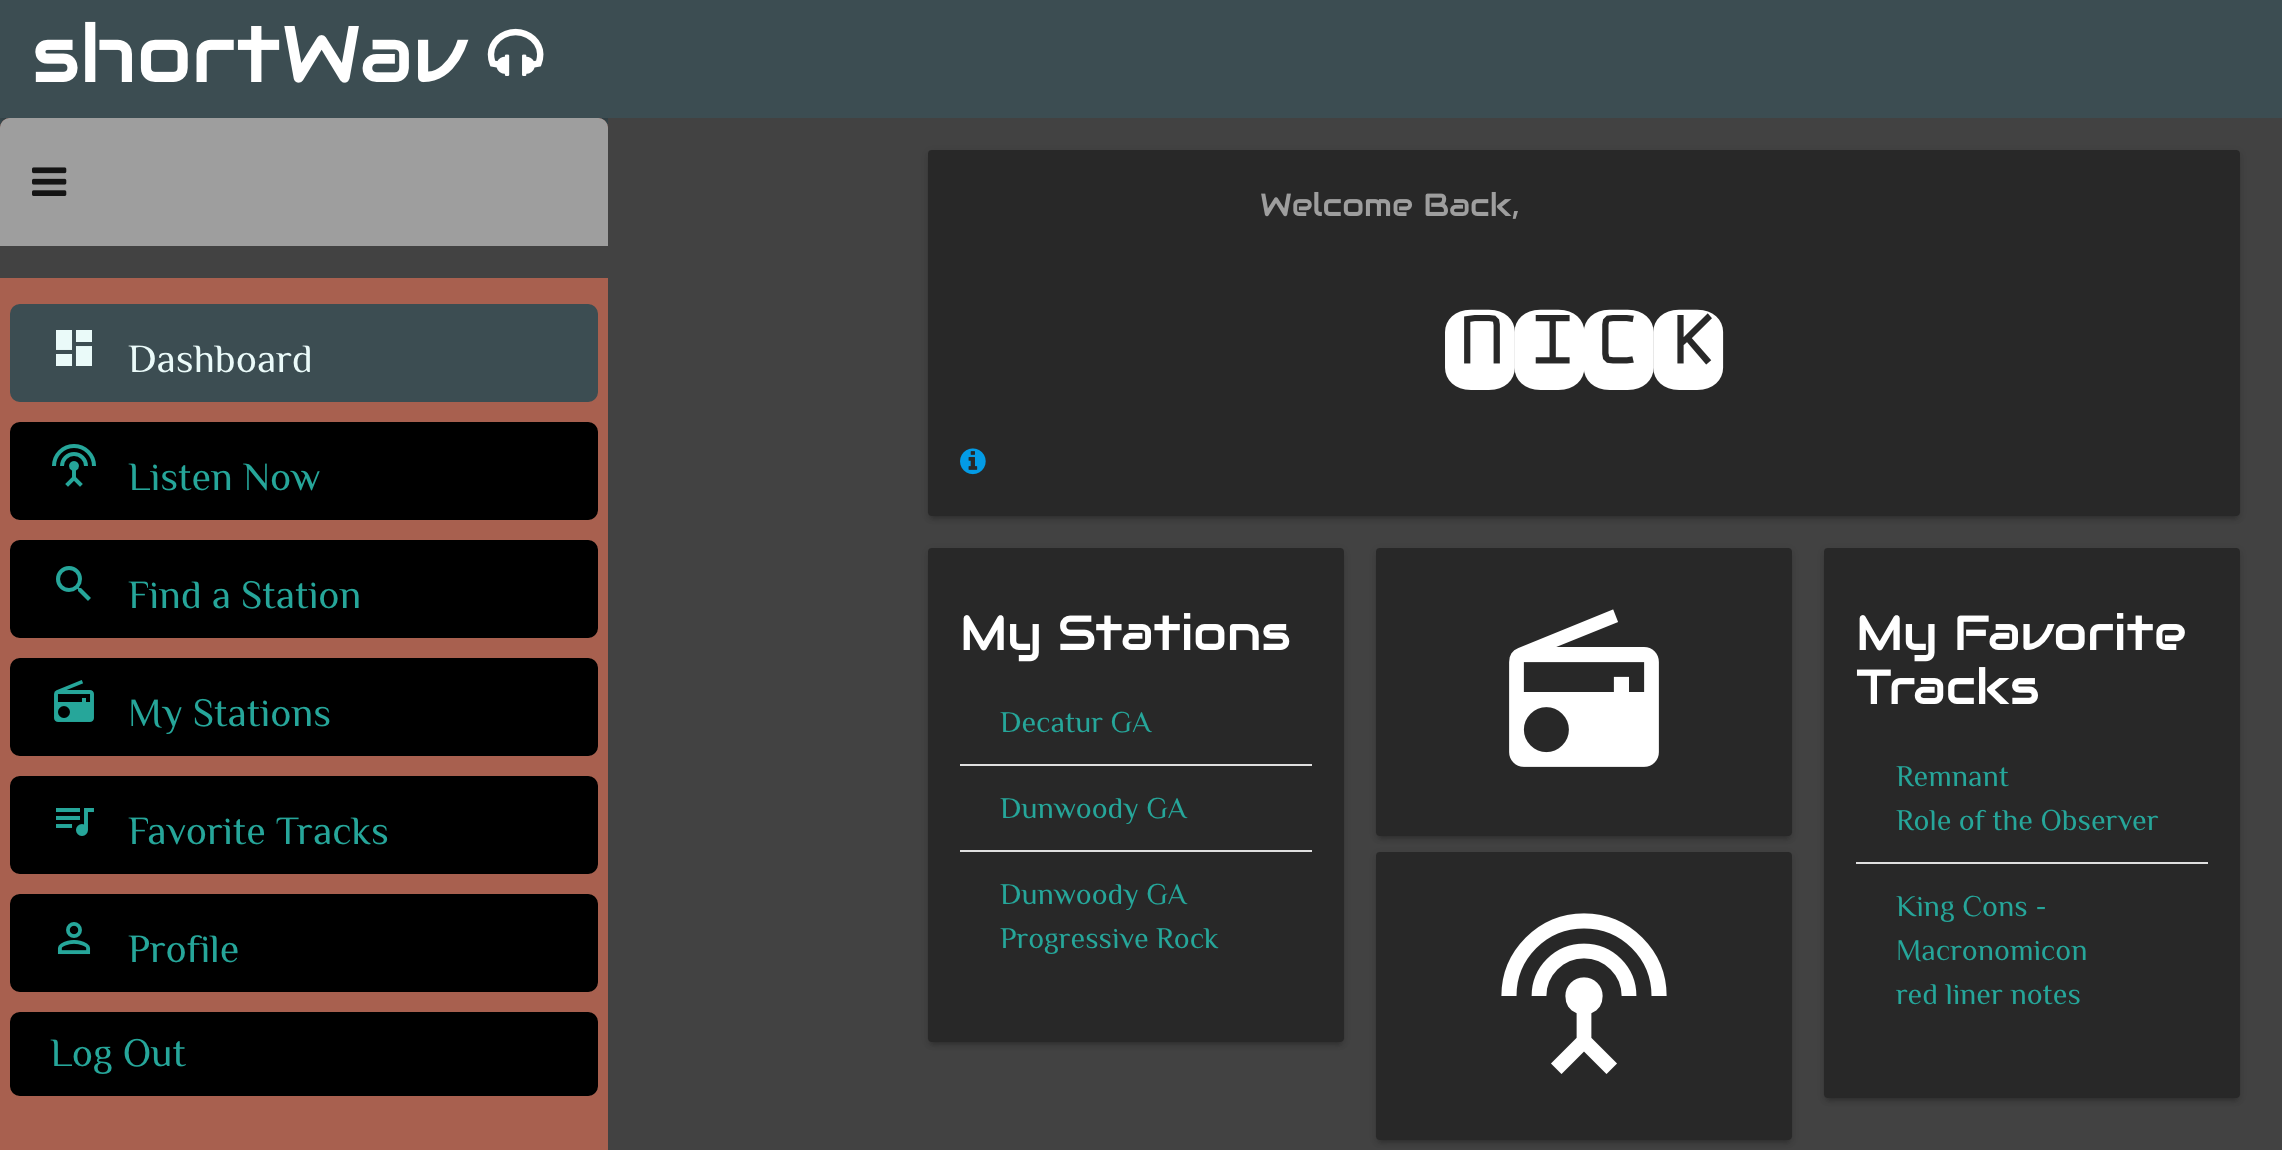 shortWav
Dashboard
Listen Now
Find a Station
My Stations
Favorite Tracks
Profile
Log Out
Welcome Back,
NICK
My Stations
Decatur GA
Dunwoody GA
Dunwoody GA
Progressive Rock
My Favorite
Tracks
Remnant
Role of the Observer
King Cons -
Macronomicon
red liner notes